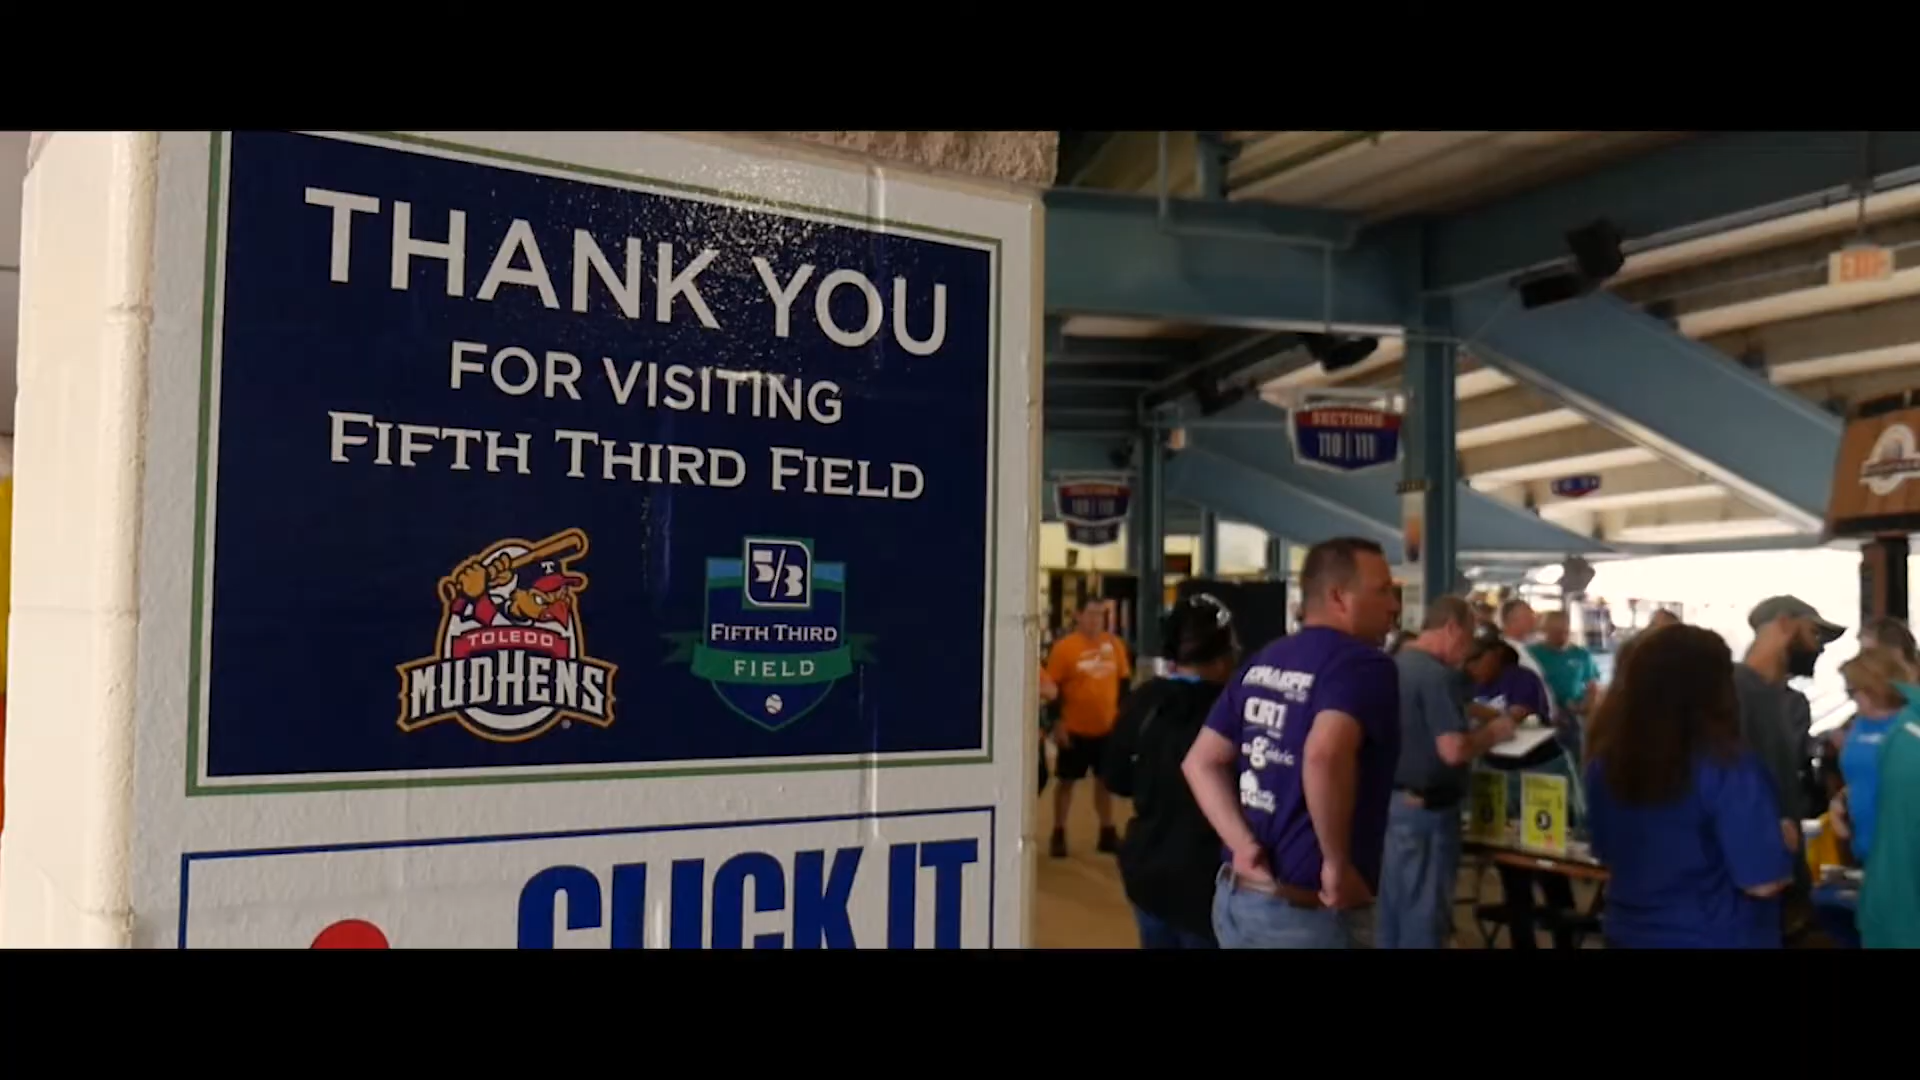 THANK YOU
FOR VISITING
FIFTH THIRD FIELD
T
TOLEDO
MUDHENS
5/3
FIFTH THIRD
FIELD
CLICK IT
SECTIONS
110 | 111
SECTIONS
EXIT